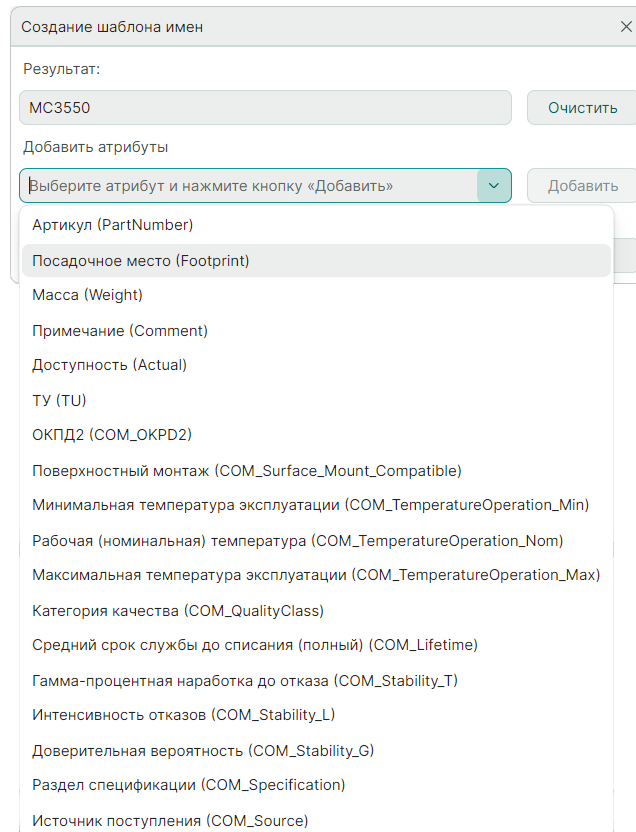 Создание шаблона имен
Результат:
MC3550
Очистить
Добавить атрибуты
Выберите атрибут и нажмите кнопку «Добавить»
Добавить
Артикул (PartNumber)
Посадочное место (Footprint)
Масса (Weight)
Примечание (Comment)
Доступность (Actual)
ТУ (TU)
ОКПД2 (COM_OKPD2)
Поверхностный монтаж (COM_Surface_Mount_Compatible)
Минимальная температура эксплуатации (COM_TemperatureOperation_Min)
Рабочая (номинальная) температура (COM_TemperatureOperation_Nom)
Максимальная температура эксплуатации (COM_TemperatureOperation_Max)
Категория качества (COM_QualityClass)
Средний срок службы до списания (полный) (COM_Lifetime)
Гамма-процентная наработка до отказа (COM_Stability_T)
Интенсивность отказов (COM_Stability_L)
Доверительная вероятность (COM_Stability_G)
Раздел спецификации (COM_Specification)
Источник поступления (COM_Source)